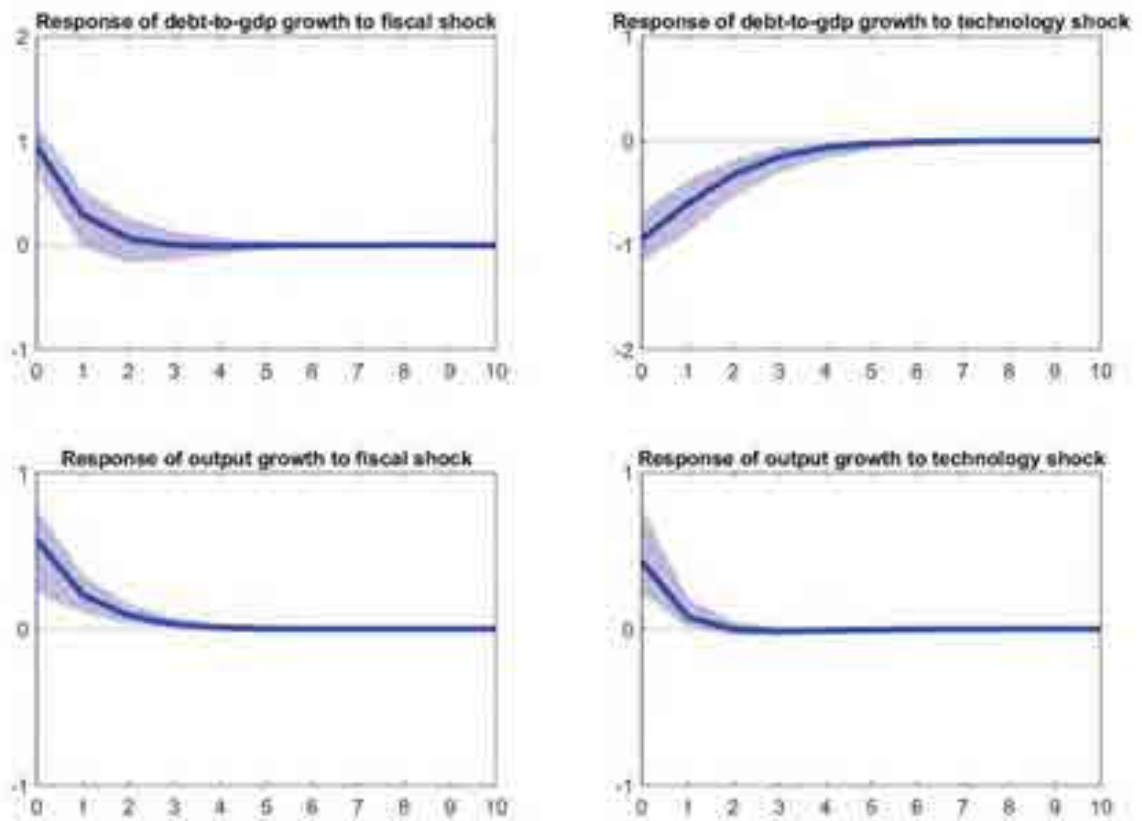 Response of debt-to-gdp growth to fiscal shock
2
1
0
-1
0 1 2 3 4 5 6 7 8 9 10
Response of debt-to-gdp growth to technology shock
1
0
-1
-2
0 1 2 3 4 5 6 7 8 9 10
Response of output growth to fiscal shock
1
0
-1
0 1 2 3 4 5 6 7 8 9 10
Response of output growth to technology shock
1
0
-1
0 1 2 3 4 5 6 7 8 9 10